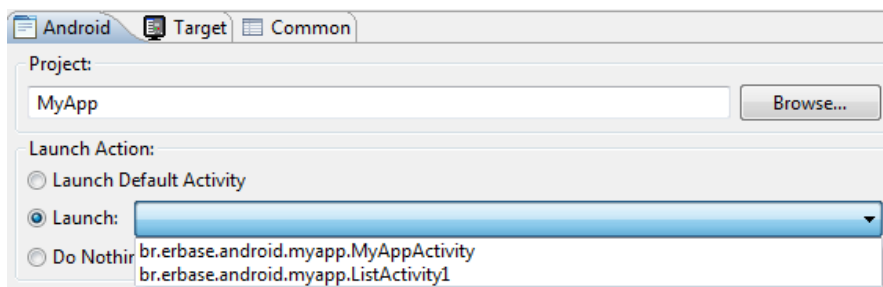 Android Target Common
Project:
MyApp Browse...
Launch Action:
Launch Default Activity
Launch:
br.erbase.android.myapp.MyAppActivity
Do Nothin
br.erbase.android.myapp.ListActivity1